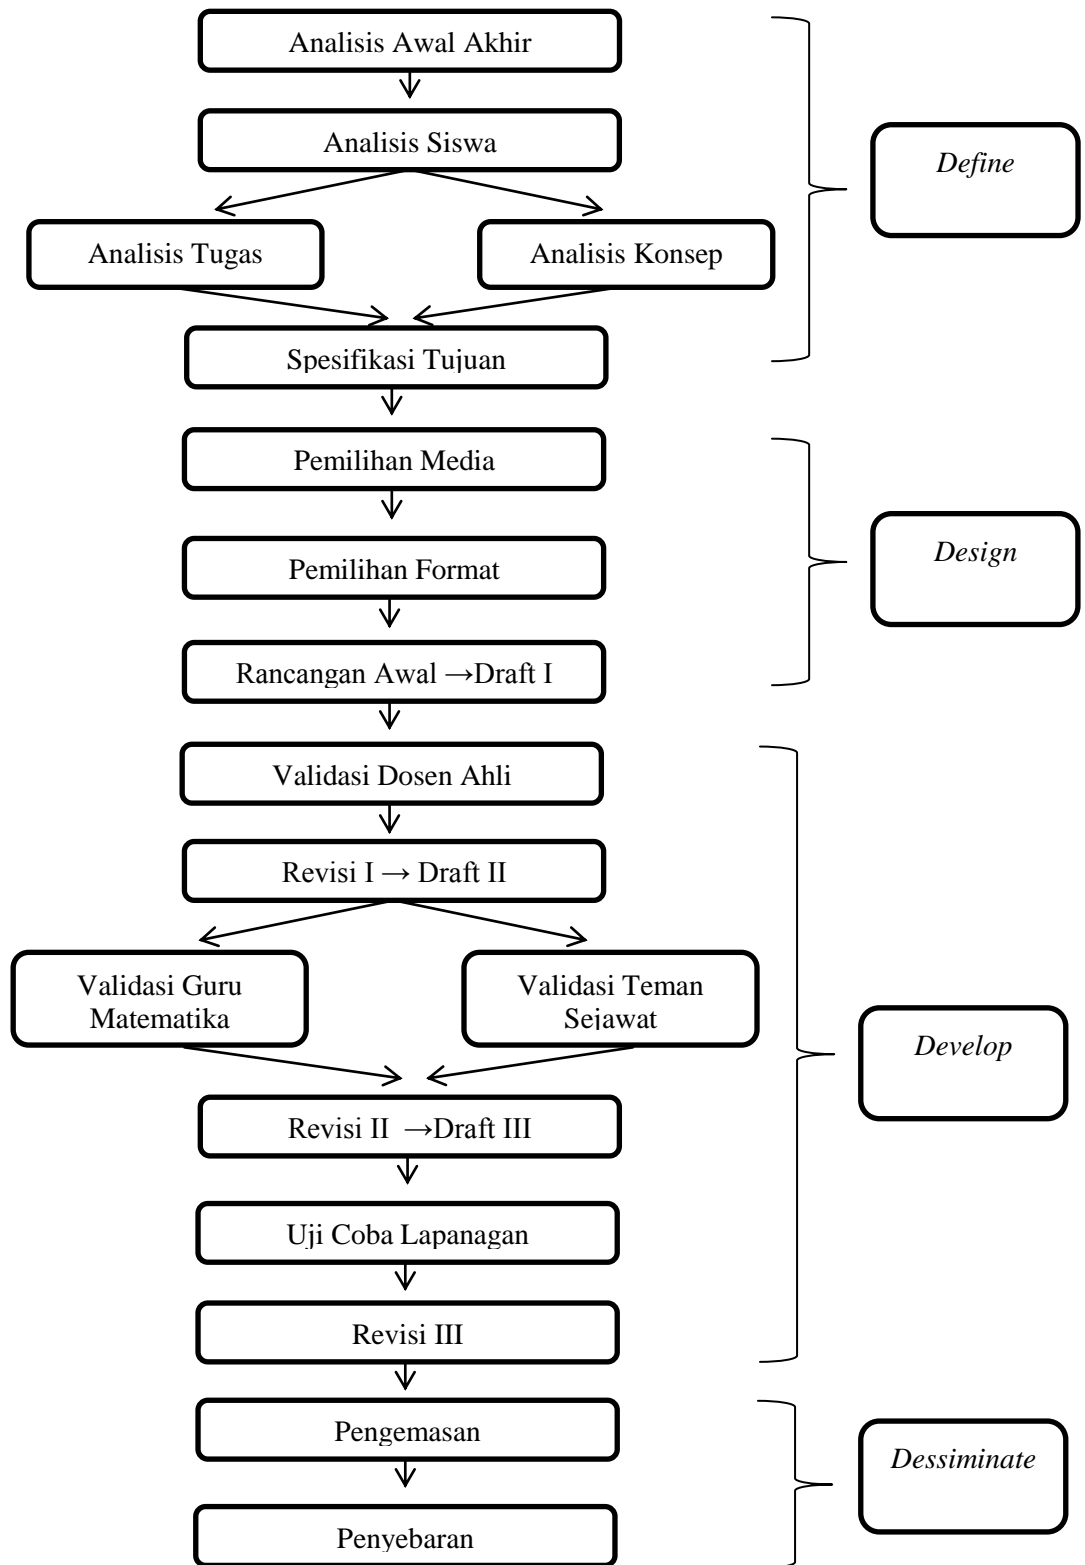 Analisis Awal Akhir
Analisis Siswa
Define
Analisis Tugas
Analisis Konsep
Spesifikasi Tujuan
Pemilihan Media
Pemilihan Format
Design
Rancangan Awal →Draft I
Validasi Dosen Ahli
Revisi I → Draft II
Validasi Guru
Matematika
Validasi Teman
Sejawat
Develop
Revisi II →Draft III
Uji Coba Lapanagan
Revisi III
Pengemasan
Dessiminate
Penyebaran